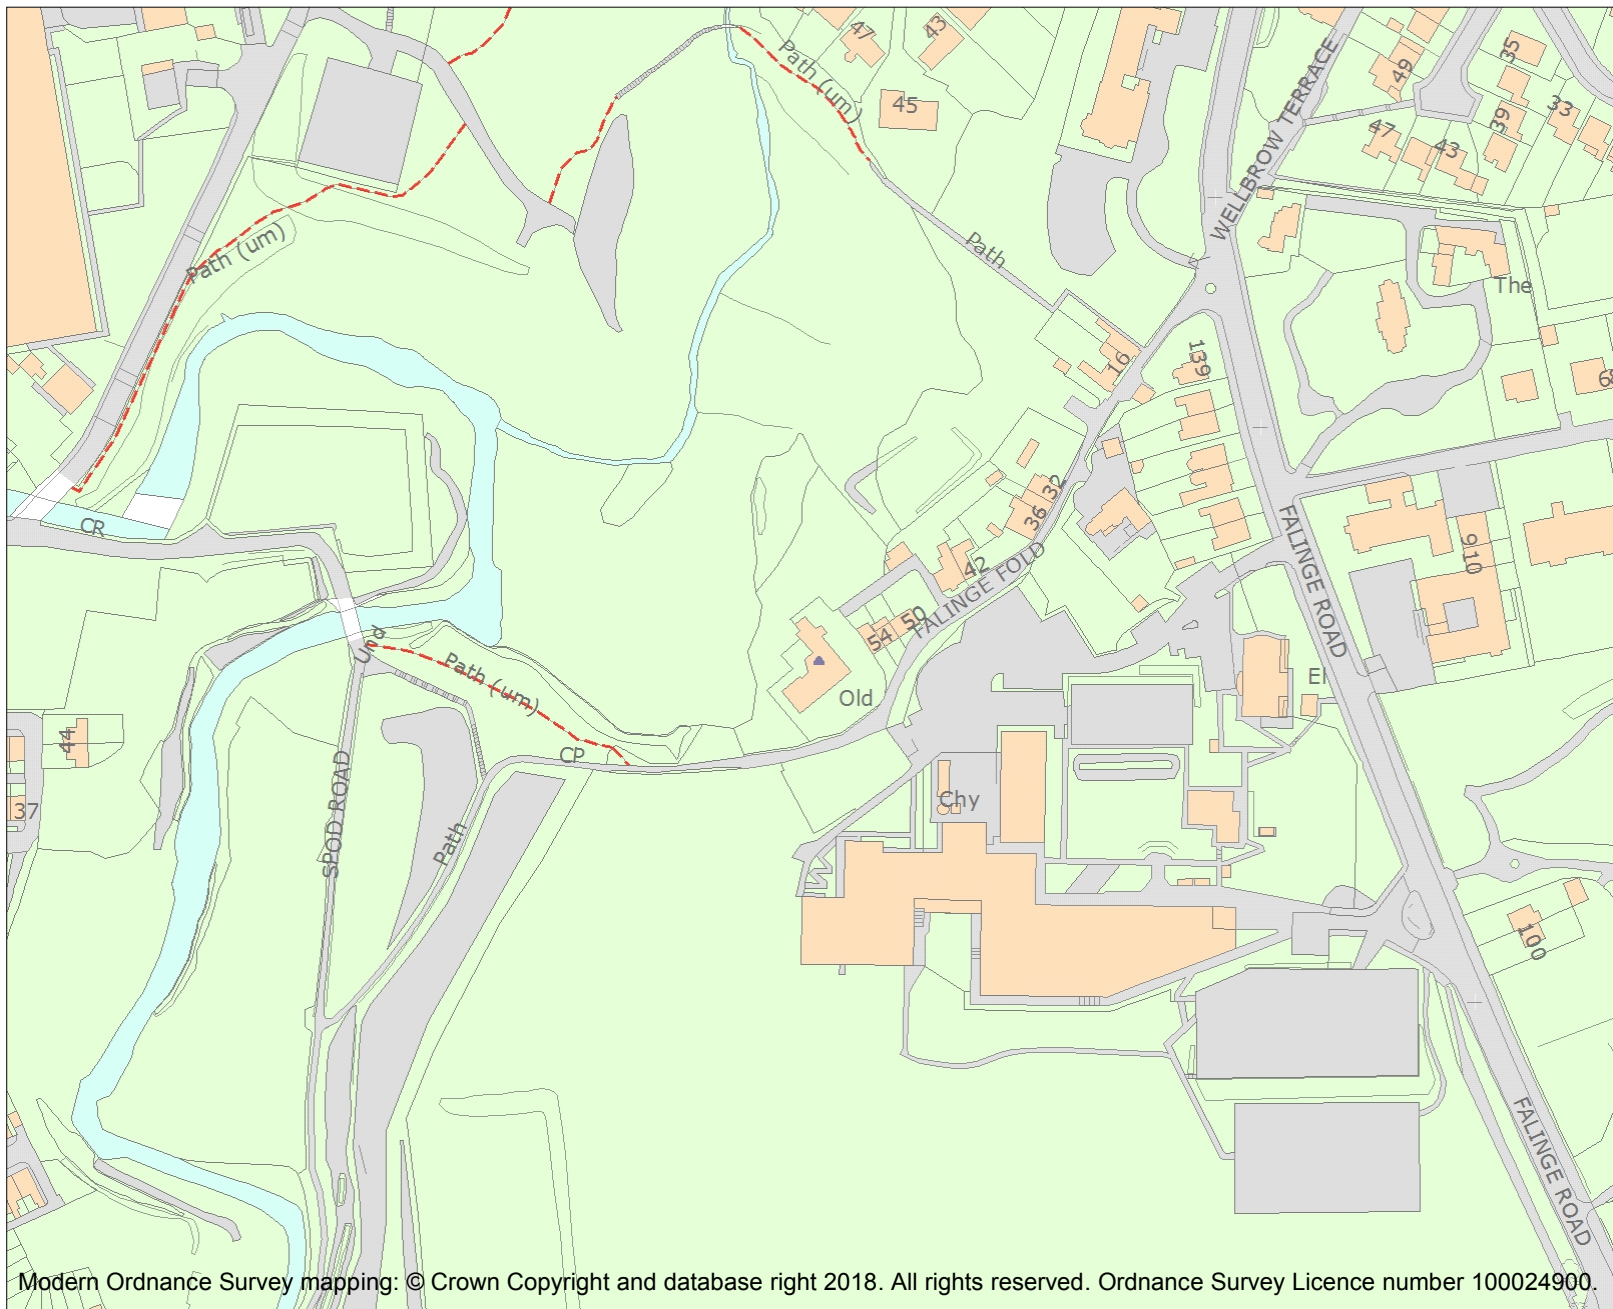 47
43
Path (um)
45
WELLBROW TERRACE
49
35
33
39
47
43
Path (um)
Path
The
16
139
68
CR
32
36
FALINGE ROAD
910
42
FALINGE FOLD
50
54
Und
Path (um)
El
Old
44
CP
SPOD ROAD
Chy
37
Path
100
FALINGE ROAD
Modern Ordnance Survey mapping: © Crown Copyright and database right 2018. All rights reserved. Ordnance Survey Licence number 100024900.